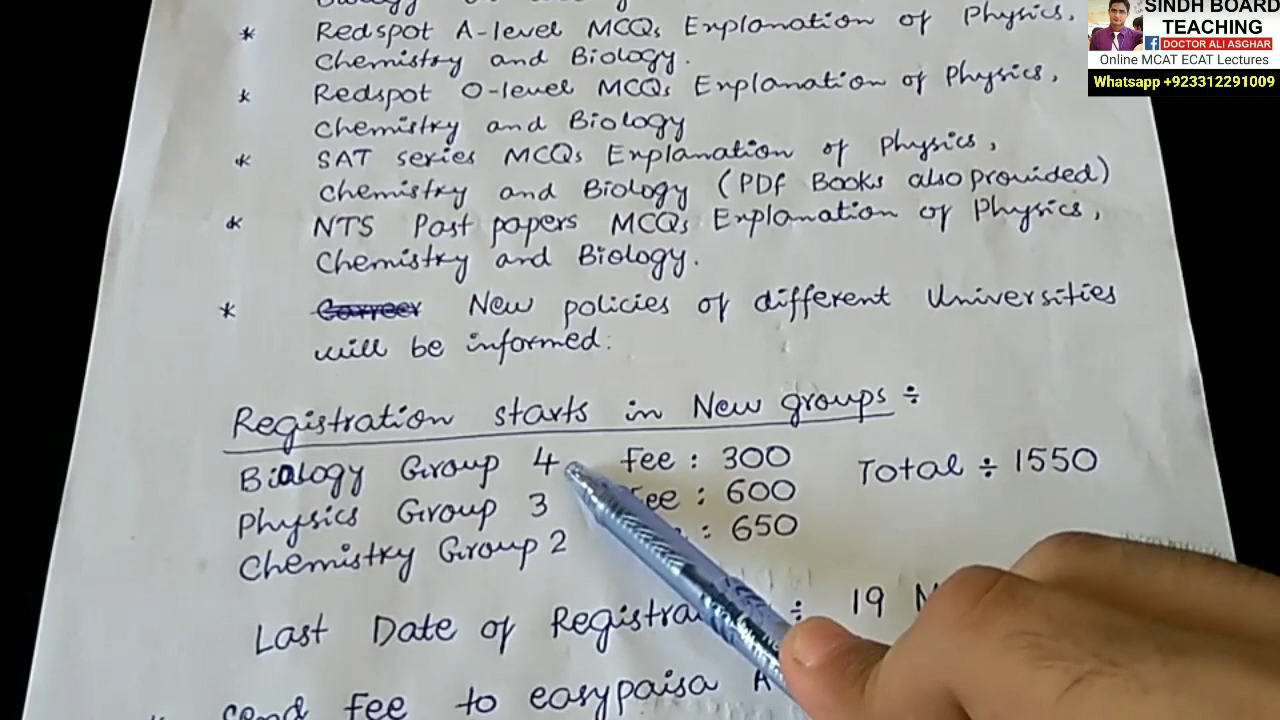 * Redspot A-level MCQs Explanation of Physics,
Chemistry and Biology.
* Redspot O-level MCQs Explanation of Physics,
Chemistry and Biology
* SAT series MCQs Explanation of Physics,
Chemistry and Biology (PDF Books also provided)
* NTS Past papers MCQs Explanation of Physics,
Chemistry and Biology.
* New policies of different Universities
will be informed.
Registration starts in New groups ÷
Biology Group 4 Fee : 300 Total ÷ 1550
Physics Group 3 Fee : 600
Chemistry Group 2 : 650
Last Date of ÷ 19
* send Fee to easypaisa
SINDH BOARD
TEACHING
DOCTOR ALI ASGHAR
Online MCAT ECAT Lectures
Whatsapp +923312291009